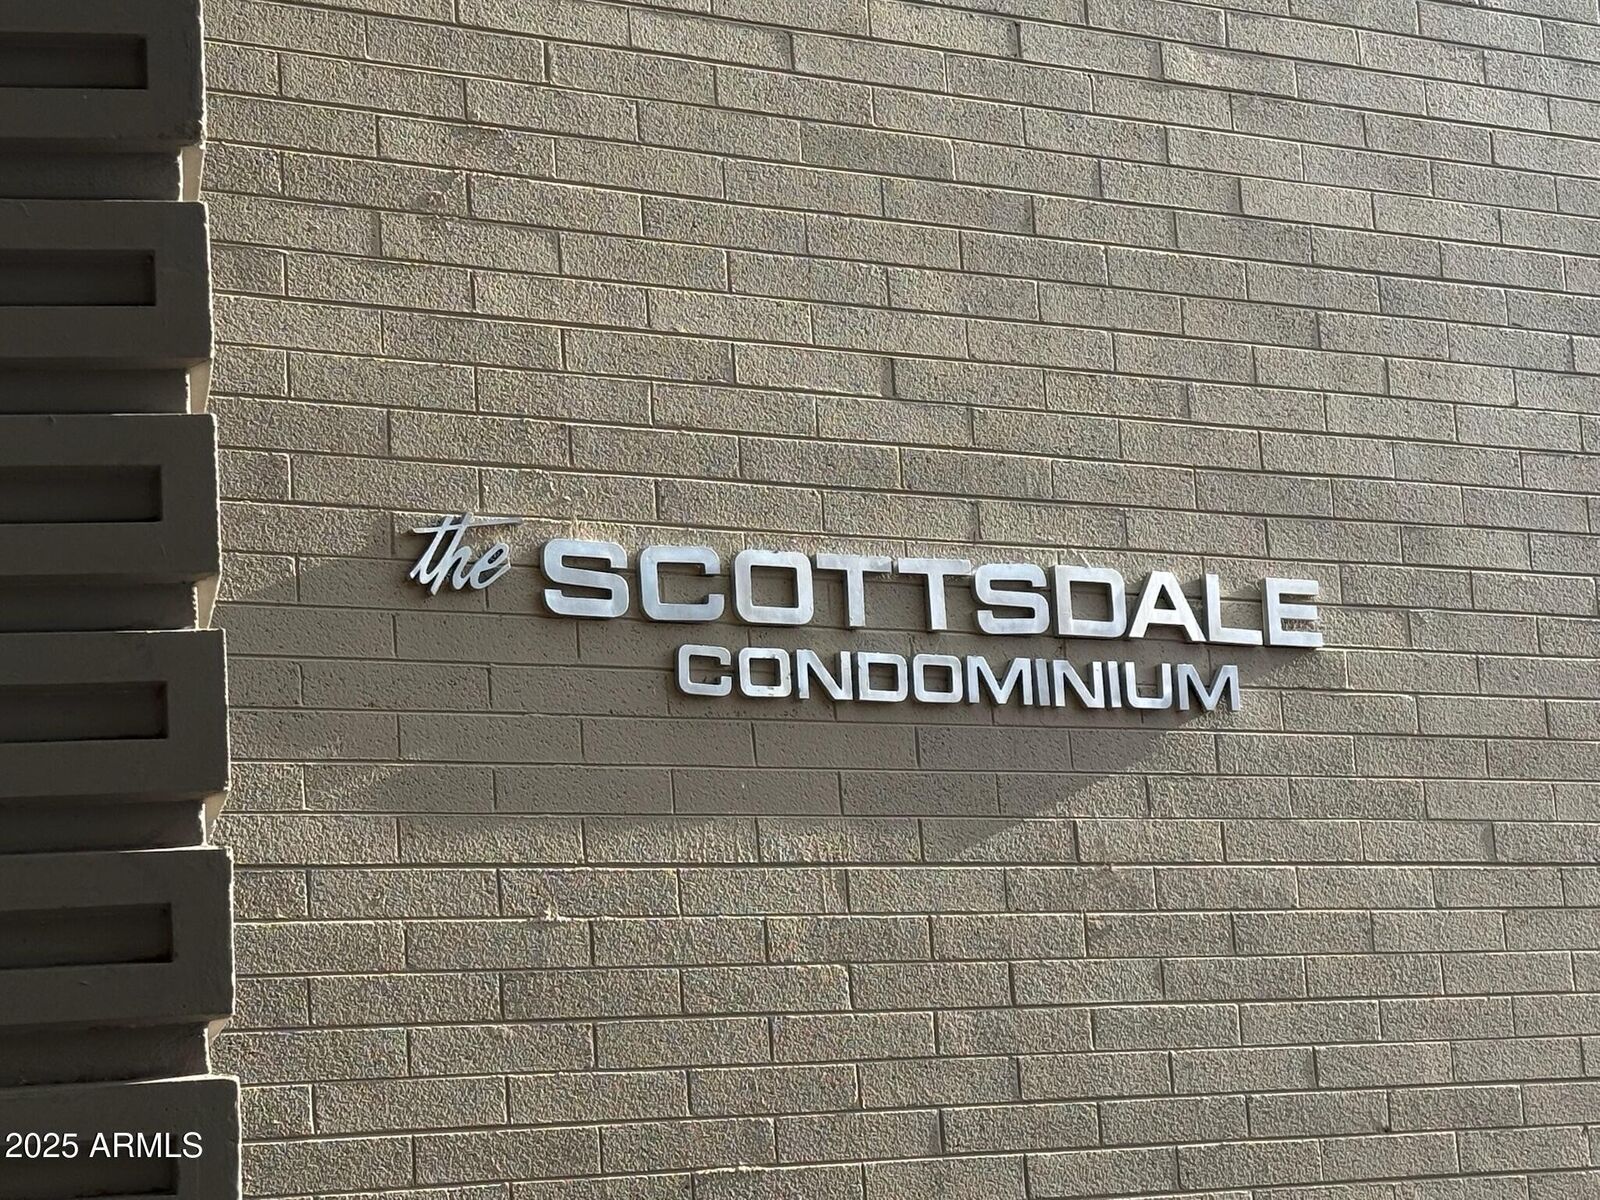 the SCOTTSDALE
CONDOMINIUM
2025 ARMLS